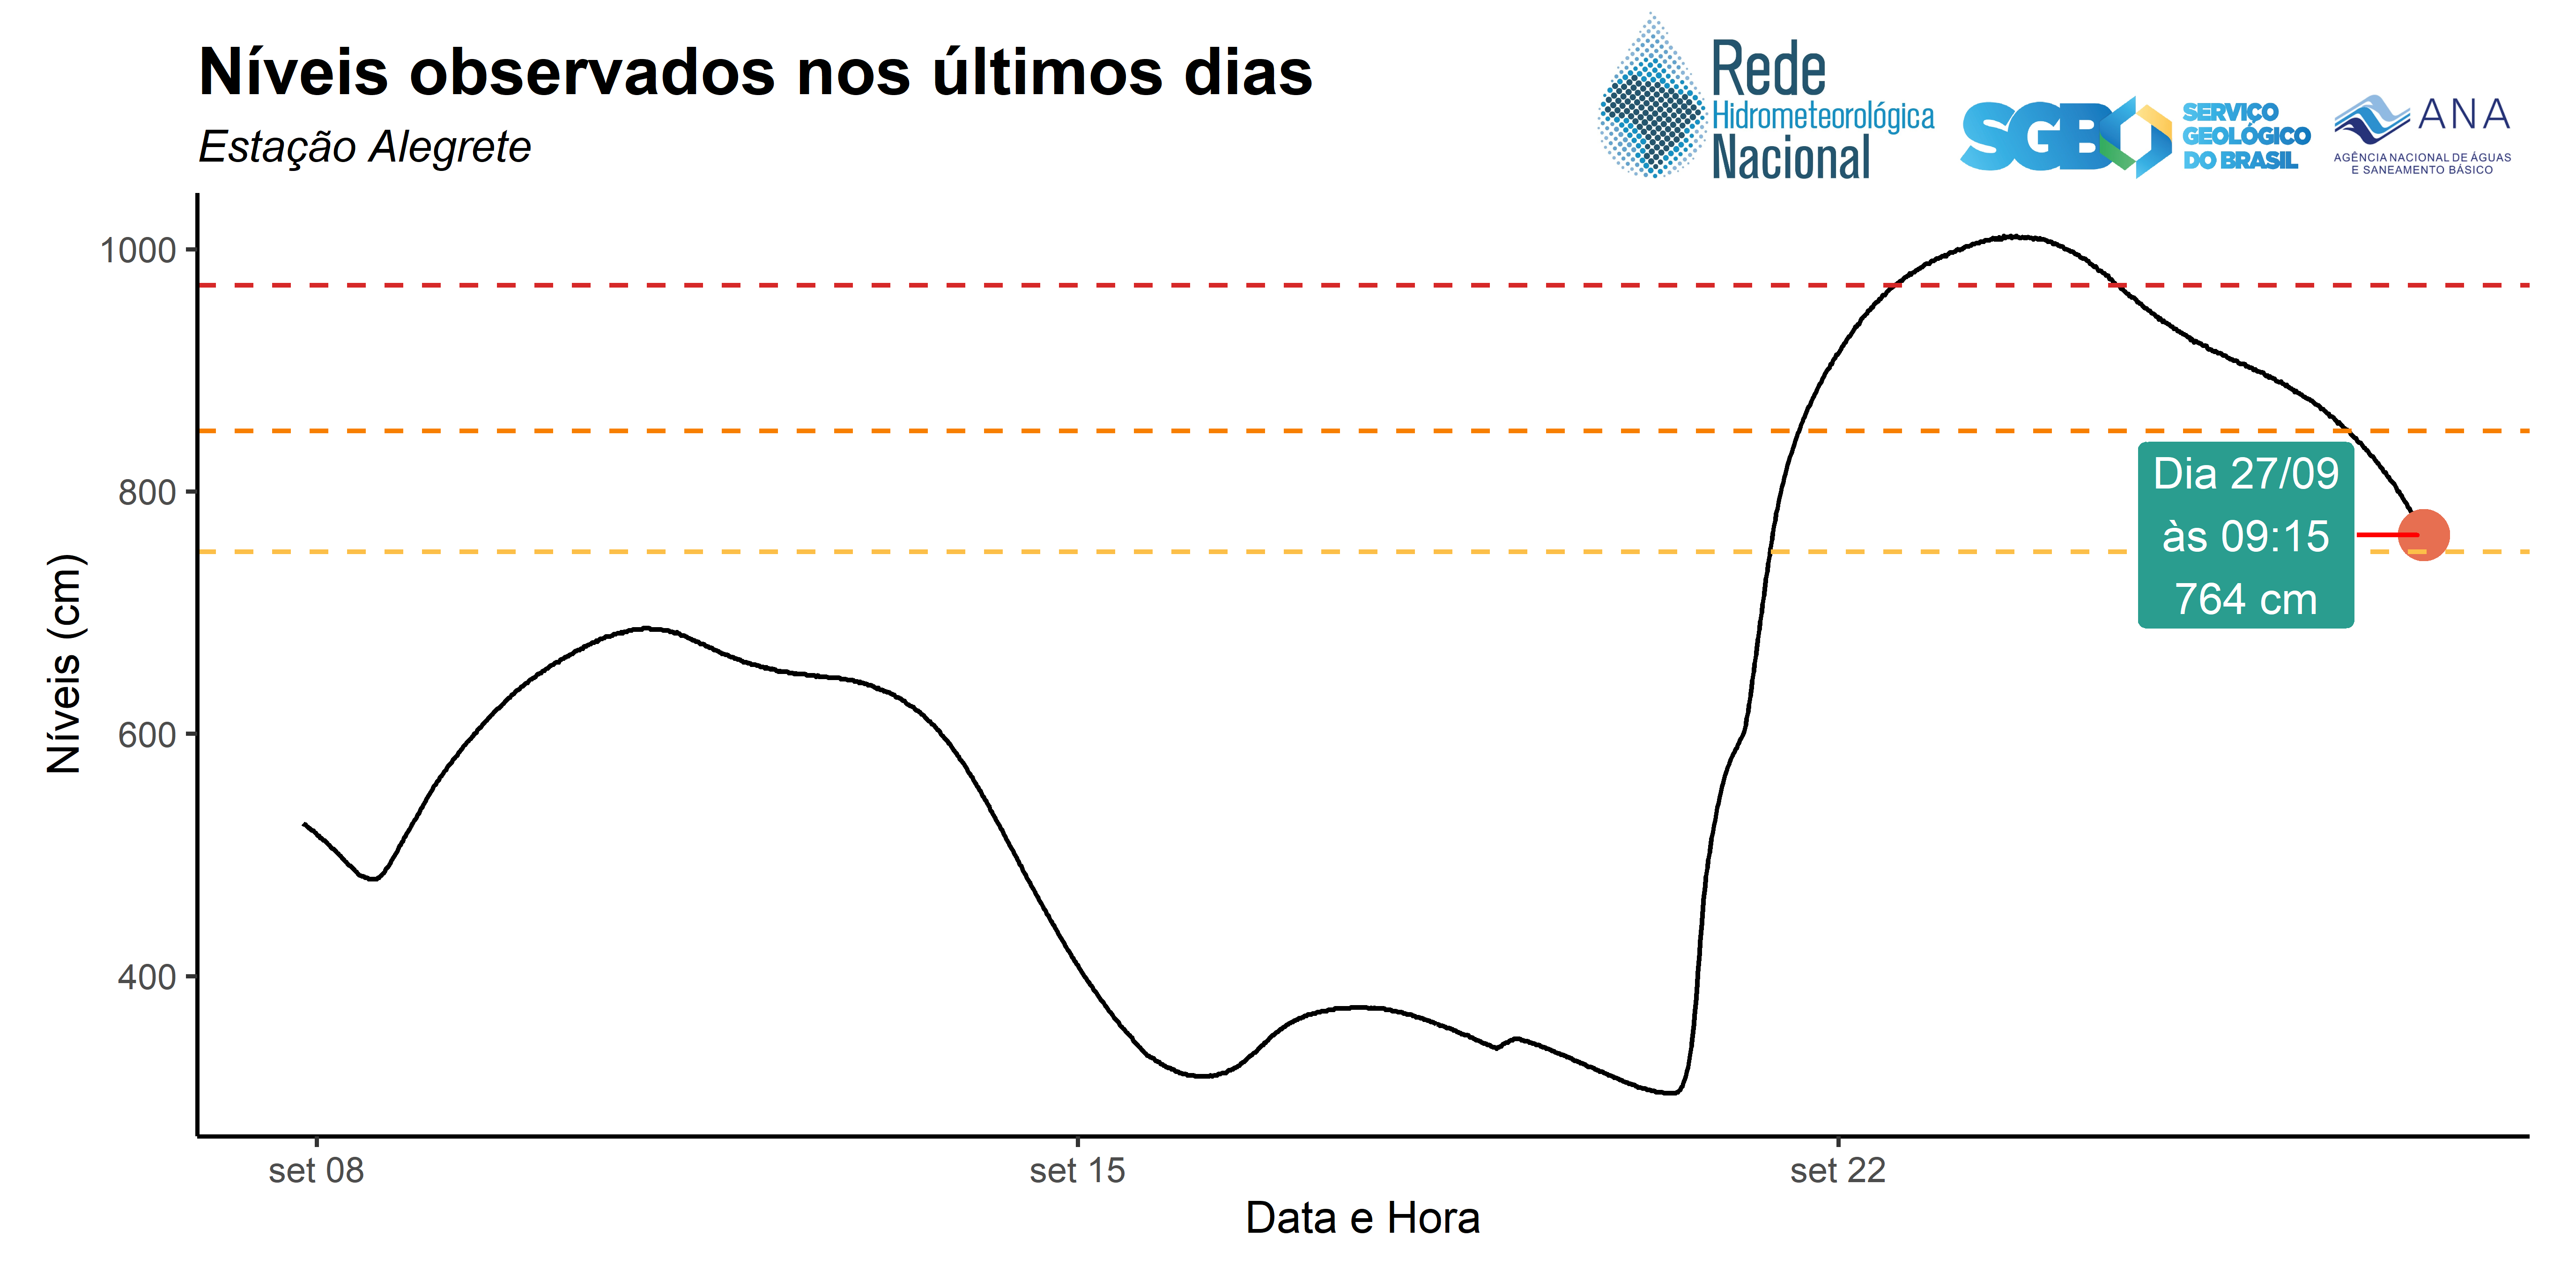 Níveis observados nos últimos dias
Estação Alegrete
Rede
Hidrometeorológica
Nacional
SGB
SERVIÇO
GEOLÓGICO
DO BRASIL
ANA
AGÊNCIA NACIONAL DE ÁGUAS
E SANEAMENTO BÁSICO
Níveis (cm)
1000
800
600
400
Dia 27/09
às 09:15
764 cm
set 08
set 15
set 22
Data e Hora